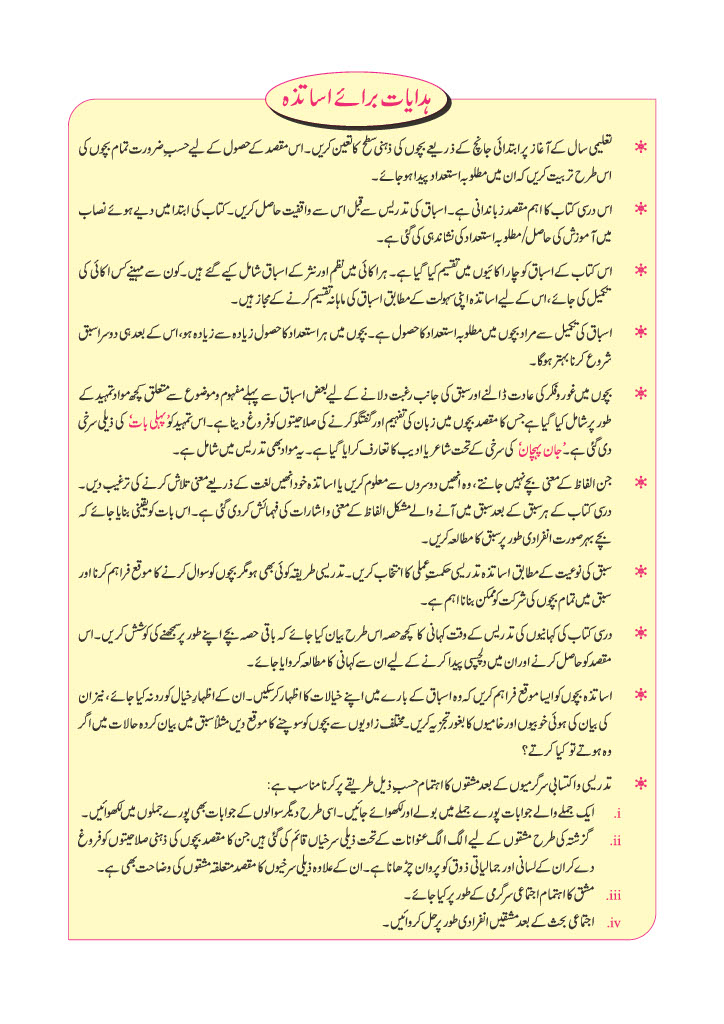 ہدایات برائے اساتذہ
تعلیمی سال کے آغاز پر ابتدائی جانچ کے ذریعے بچوں کی ذہنی سطح کا تعین کریں۔ اس مقصد کے حصول کے لیے حسبِ ضرورت تمام بچوں کی
اس طرح تربیت کریں کہ ان میں مطلوبہ استعداد پیدا ہو جائے۔
اس درسی کتاب کا اہم مقصد زباندانی ہے۔ اسباق کی تدریس سے قبل اس سے واقفیت حاصل کریں۔ کتاب کی ابتدا میں دیے ہوئے نصاب
میں آموزش کی حاصل/مطلوبہ استعداد کی نشاندہی کی گئی ہے۔
اس کتاب کے اسباق کو چار اکائیوں میں تقسیم کیا گیا ہے۔ ہر اکائی میں نظم اور نثر کے اسباق شامل کیے گئے ہیں۔ کون سے مہینے کس اکائی کی
تکمیل کی جائے، اس کے لیے اساتذہ اپنی سہولت کے مطابق اسباق کی ماہانہ تقسیم کرنے کے مجاز ہیں۔
اسباق کی تکمیل سے مراد بچوں میں مطلوبہ استعداد کا حصول ہے۔ بچوں میں ہر استعداد کا حصول زیادہ سے زیادہ ہو، اس کے بعد ہی دوسرا سبق
شروع کرنا بہتر ہوگا۔
بچوں میں غور و فکر کی عادت ڈالنے اور سبق کی جانب رغبت دلانے کے لیے بعض اسباق سے پہلے مفہوم و موضوع سے متعلق کچھ مواد تمہید کے
طور پر شامل کیا گیا ہے جس کا مقصد بچوں میں زبان کی تفہیم اور گفتگو کرنے کی صلاحیتوں کو فروغ دینا ہے۔ اس تمہید کو ’پہلی بات‘ کی ذیلی سرخی
دی گئی ہے۔ ’جان پہچان‘ کی سرخی کے تحت شاعر یا ادیب کا تعارف کرایا گیا ہے۔ یہ مواد بھی تدریس میں شامل ہے۔
جن الفاظ کے معنی بچے نہیں جانتے، وہ انھیں دوسروں سے معلوم کریں یا اساتذہ خود انھیں لغت کے ذریعے معنی تلاش کرنے کی ترغیب دیں۔
درسی کتاب کے ہر سبق کے بعد سبق میں آنے والے مشکل الفاظ کے معنی و اشارات کی فہمائش کر دی گئی ہے۔ اس بات کو یقینی بنایا جائے کہ
بچے بہر صورت انفرادی طور پر سبق کا مطالعہ کریں۔
سبق کی نوعیت کے مطابق اساتذہ تدریسی حکمتِ عملی کا انتخاب کریں۔ تدریسی طریقہ کوئی بھی ہو مگر بچوں کو سوال کرنے کا موقع فراہم کرنا اور
سبق میں تمام بچوں کی شرکت کو ممکن بنانا اہم ہے۔
درسی کتاب کی کہانیوں کی تدریس کے وقت کہانی کا کچھ حصہ اس طرح بیان کیا جائے کہ باقی حصہ بچے اپنے طور پر سمجھنے کی کوشش کریں۔ اس
مقصد کو حاصل کرنے اور ان میں دلچسپی پیدا کرنے کے لیے ان سے کہانی کا مطالعہ کروایا جائے۔
اساتذہ بچوں کو ایسا موقع فراہم کریں کہ وہ اسباق کے بارے میں اپنے خیالات کا اظہار کرسکیں۔ ان کے اظہارِ خیال کو رد نہ کیا جائے، نیز ان
کی بیان کی ہوئی خوبیوں اور خامیوں کا بغور تجزیہ کریں۔ مختلف زاویوں سے بچوں کو سوچنے کا موقع دیں مثلاً سبق میں بیان کردہ حالات میں اگر
وہ ہوتے تو کیا کرتے؟
تدریسی و اکتسابی سرگرمیوں کے بعد مشقوں کا اہتمام حسبِ ذیل طریقے پر کرنا مناسب ہے:
i. ایک جملے والے جوابات پورے جملے میں بولے اور لکھوائے جائیں۔ اسی طرح دیگر سوالوں کے جوابات بھی پورے جملوں میں لکھوائیں۔
ii. گزشتہ کی طرح مشقوں کے لیے الگ الگ عنوانات کے تحت ذیلی سرخیاں قائم کی گئی ہیں جن کا مقصد بچوں کی ذہنی صلاحیتوں کو فروغ
دے کر ان کے لسانی اور جمالیاتی ذوق کو پروان چڑھانا ہے۔ ان کے علاوہ ذیلی سرخیوں کا مقصد متعلقہ مشقوں کی وضاحت بھی ہے۔
iii. مشق کا اہتمام اجتماعی سرگرمی کے طور پر کیا جائے۔
iv. اجتماعی بحث کے بعد مشقیں انفرادی طور پر حل کروائیں۔